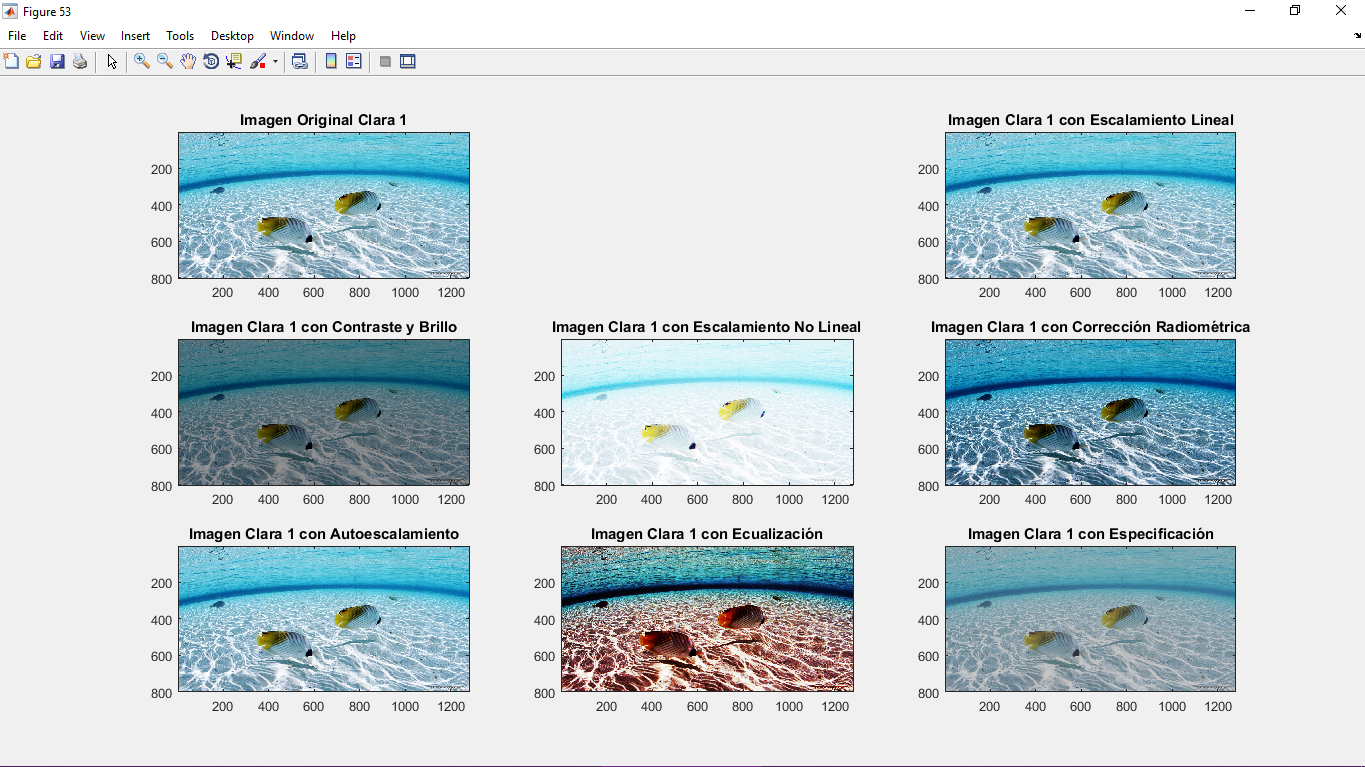 Figure 53
File Edit View Insert Tools Desktop Window Help
Imagen Original Clara 1
200
400
600
800
200 400 600 800 1000 1200
Imagen Clara 1 con Escalamiento Lineal
200
400
600
800
200 400 600 800 1000 1200
Imagen Clara 1 con Contraste y Brillo
200
400
600
800
200 400 600 800 1000 1200
Imagen Clara 1 con Escalamiento No Lineal
200
400
600
800
200 400 600 800 1000 1200
Imagen Clara 1 con Corrección Radiométrica
200
400
600
800
200 400 600 800 1000 1200
Imagen Clara 1 con Autoescalamiento
200
400
600
800
200 400 600 800 1000 1200
Imagen Clara 1 con Ecualización
200
400
600
800
200 400 600 800 1000 1200
Imagen Clara 1 con Especificación
200
400
600
800
200 400 600 800 1000 1200